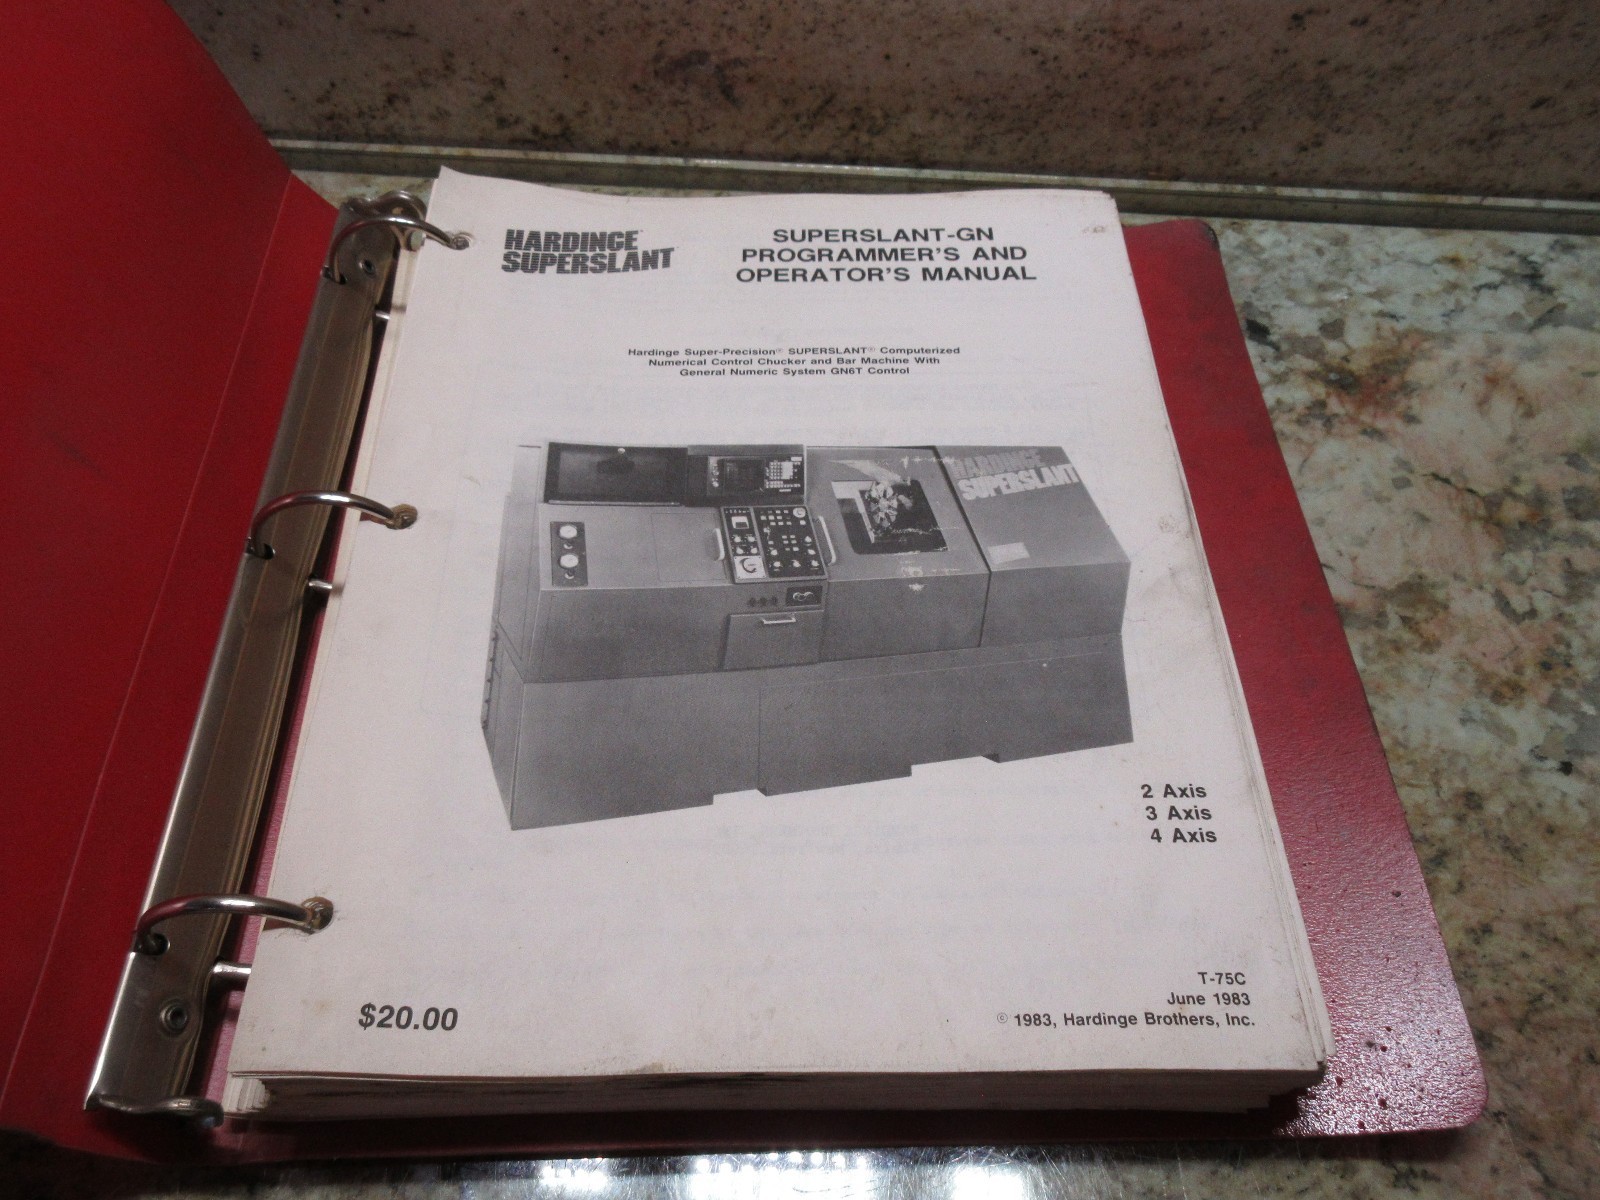 HARDINGE®
SUPERSLANT
SUPERSLANT-GN
PROGRAMMER'S AND
OPERATOR'S MANUAL
Hardinge Super-Precision® SUPERSLANT® Computerized
Numerical Control Chucker and Bar Machine With
General Numeric System GN6T Control
HARDINGE
SUPERSLANT
2 Axis
3 Axis
4 Axis
T-75C
June 1983
© 1983, Hardinge Brothers, Inc.
$20.00